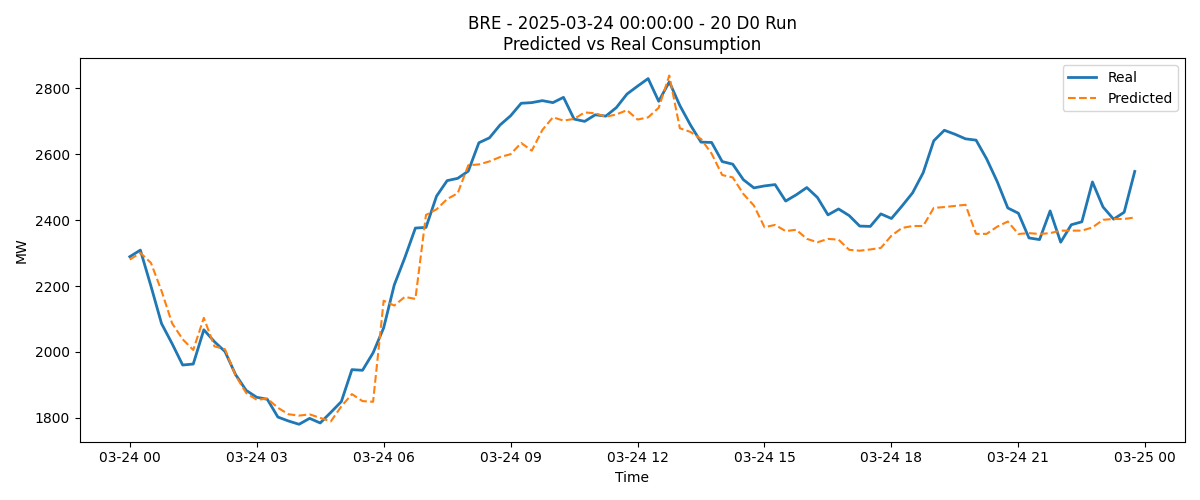 BRE - 2025-03-24 00:00:00 - 20 D0 Run
Predicted vs Real Consumption
Real
Predicted
MW
2800
2600
2400
2200
2000
1800
03-24 00
03-24 03
03-24 06
03-24 09
03-24 12
03-24 15
03-24 18
03-24 21
03-25 00
Time